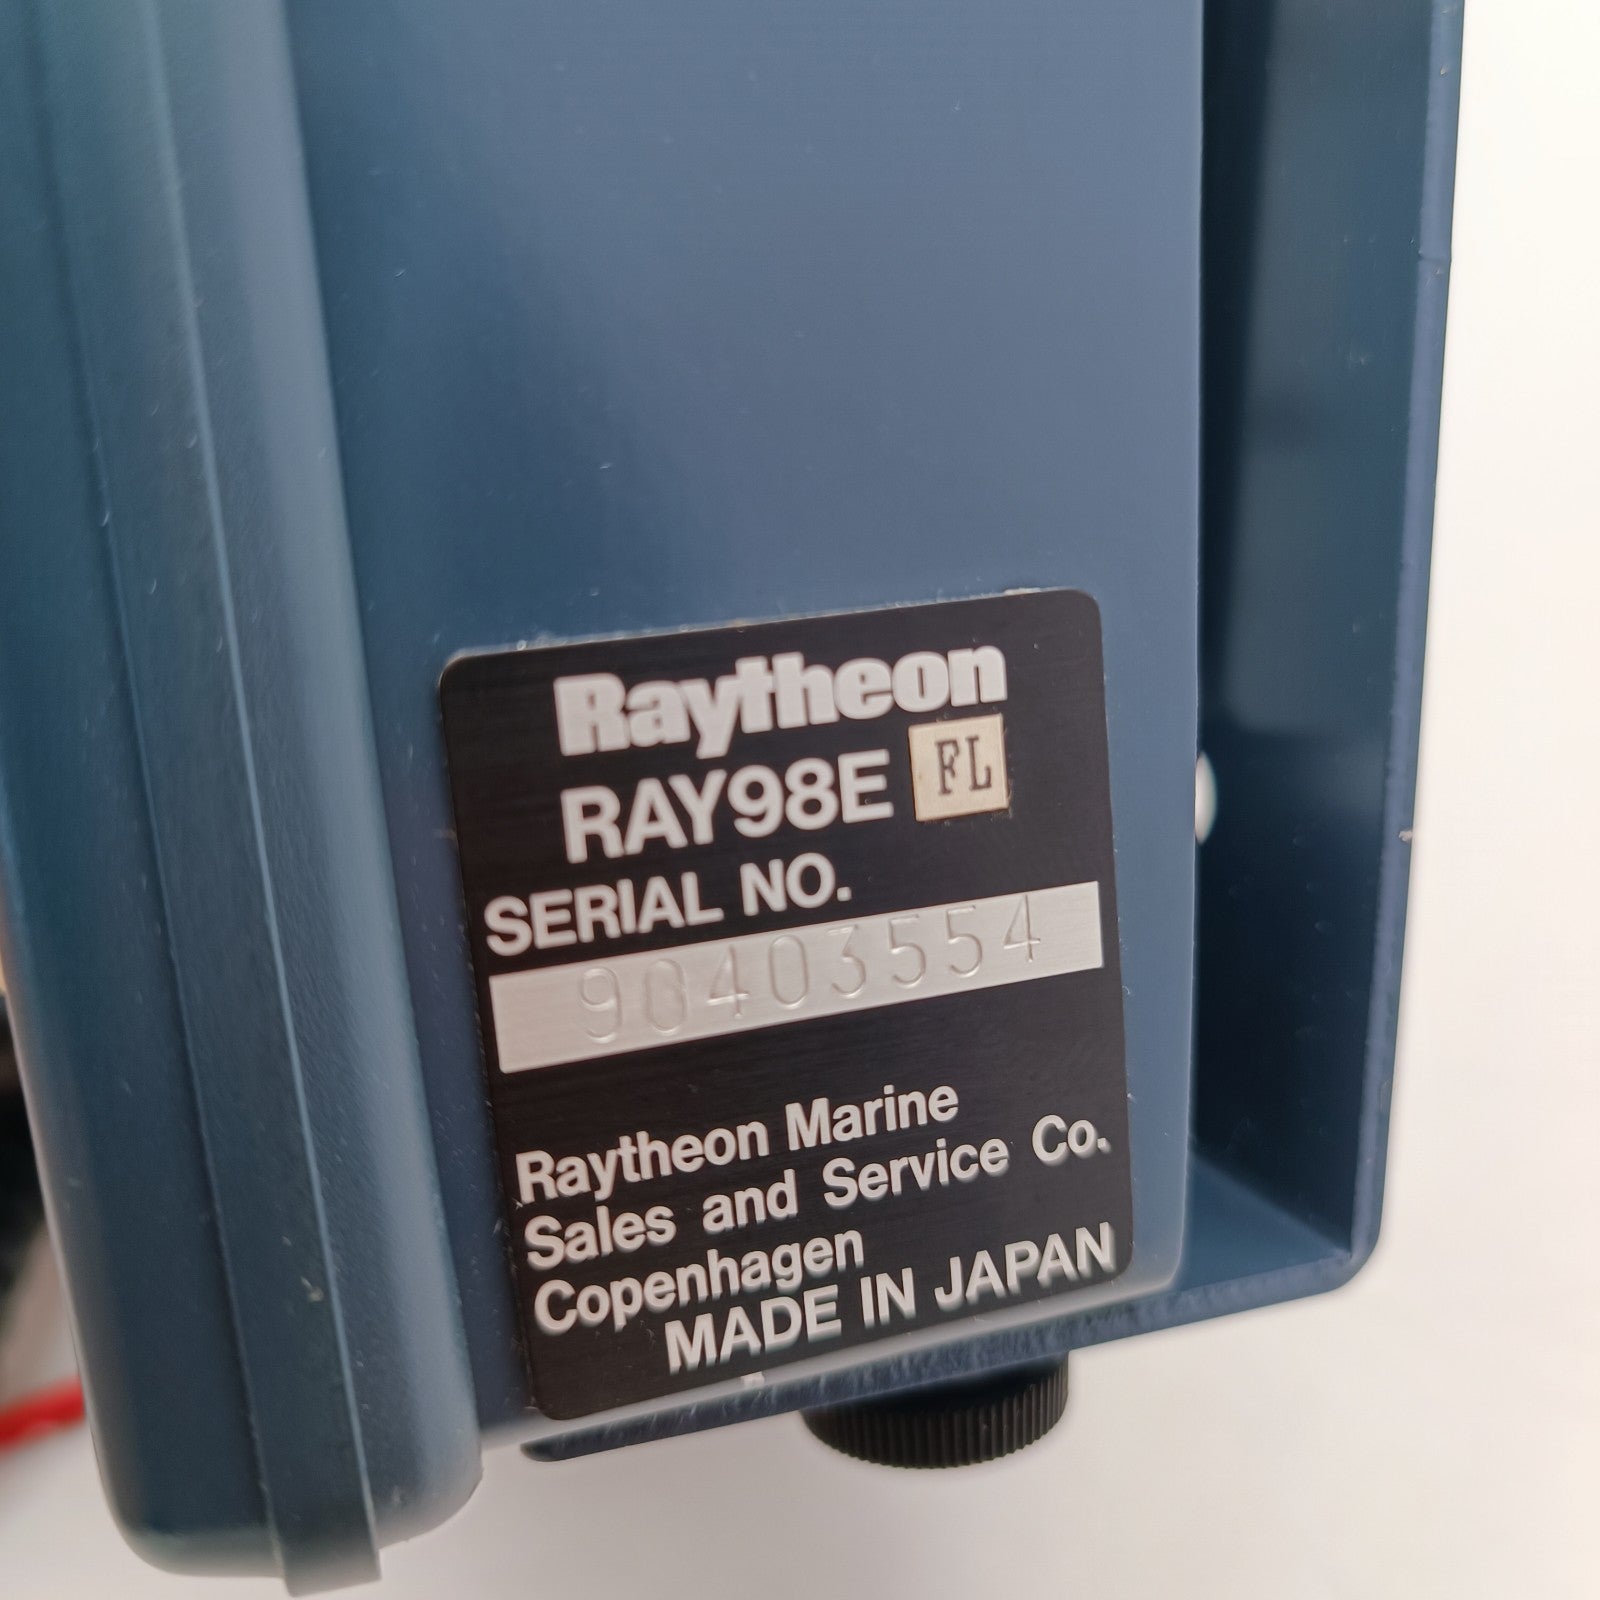 Raytheon
RAY98E FL
SERIAL NO.
90403554
Raytheon Marine
Sales and Service Co.
Copenhagen
MADE IN JAPAN